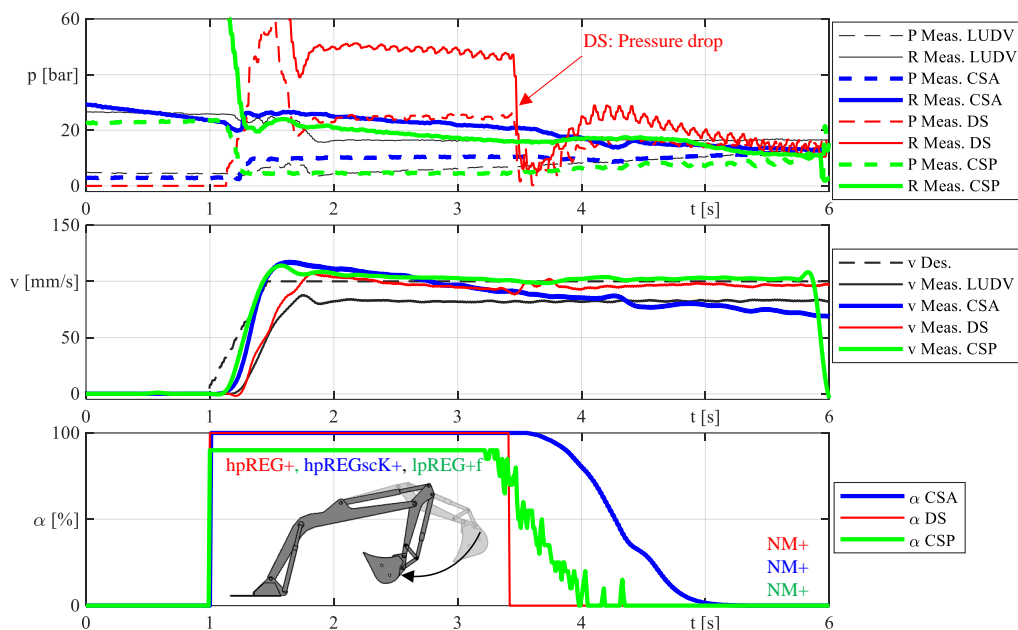 60
40
20
0
p [bar]
DS: Pressure drop
0
1
2
3
4
5
6
t [s]
P Meas. LUDV
R Meas. LUDV
P Meas. CSA
R Meas. CSA
P Meas. DS
R Meas. DS
P Meas. CSP
R Meas. CSP
150
50
0
v [mm/s]
0
1
2
3
4
5
6
t [s]
v Des.
v Meas. LUDV
v Meas. CSA
v Meas. DS
v Meas. CSP
100
0
α [%]
hpREG+, hpREGscK+, lpREG+f
NM+
NM+
NM+
0
1
2
3
4
5
6
t [s]
α CSA
α DS
α CSP